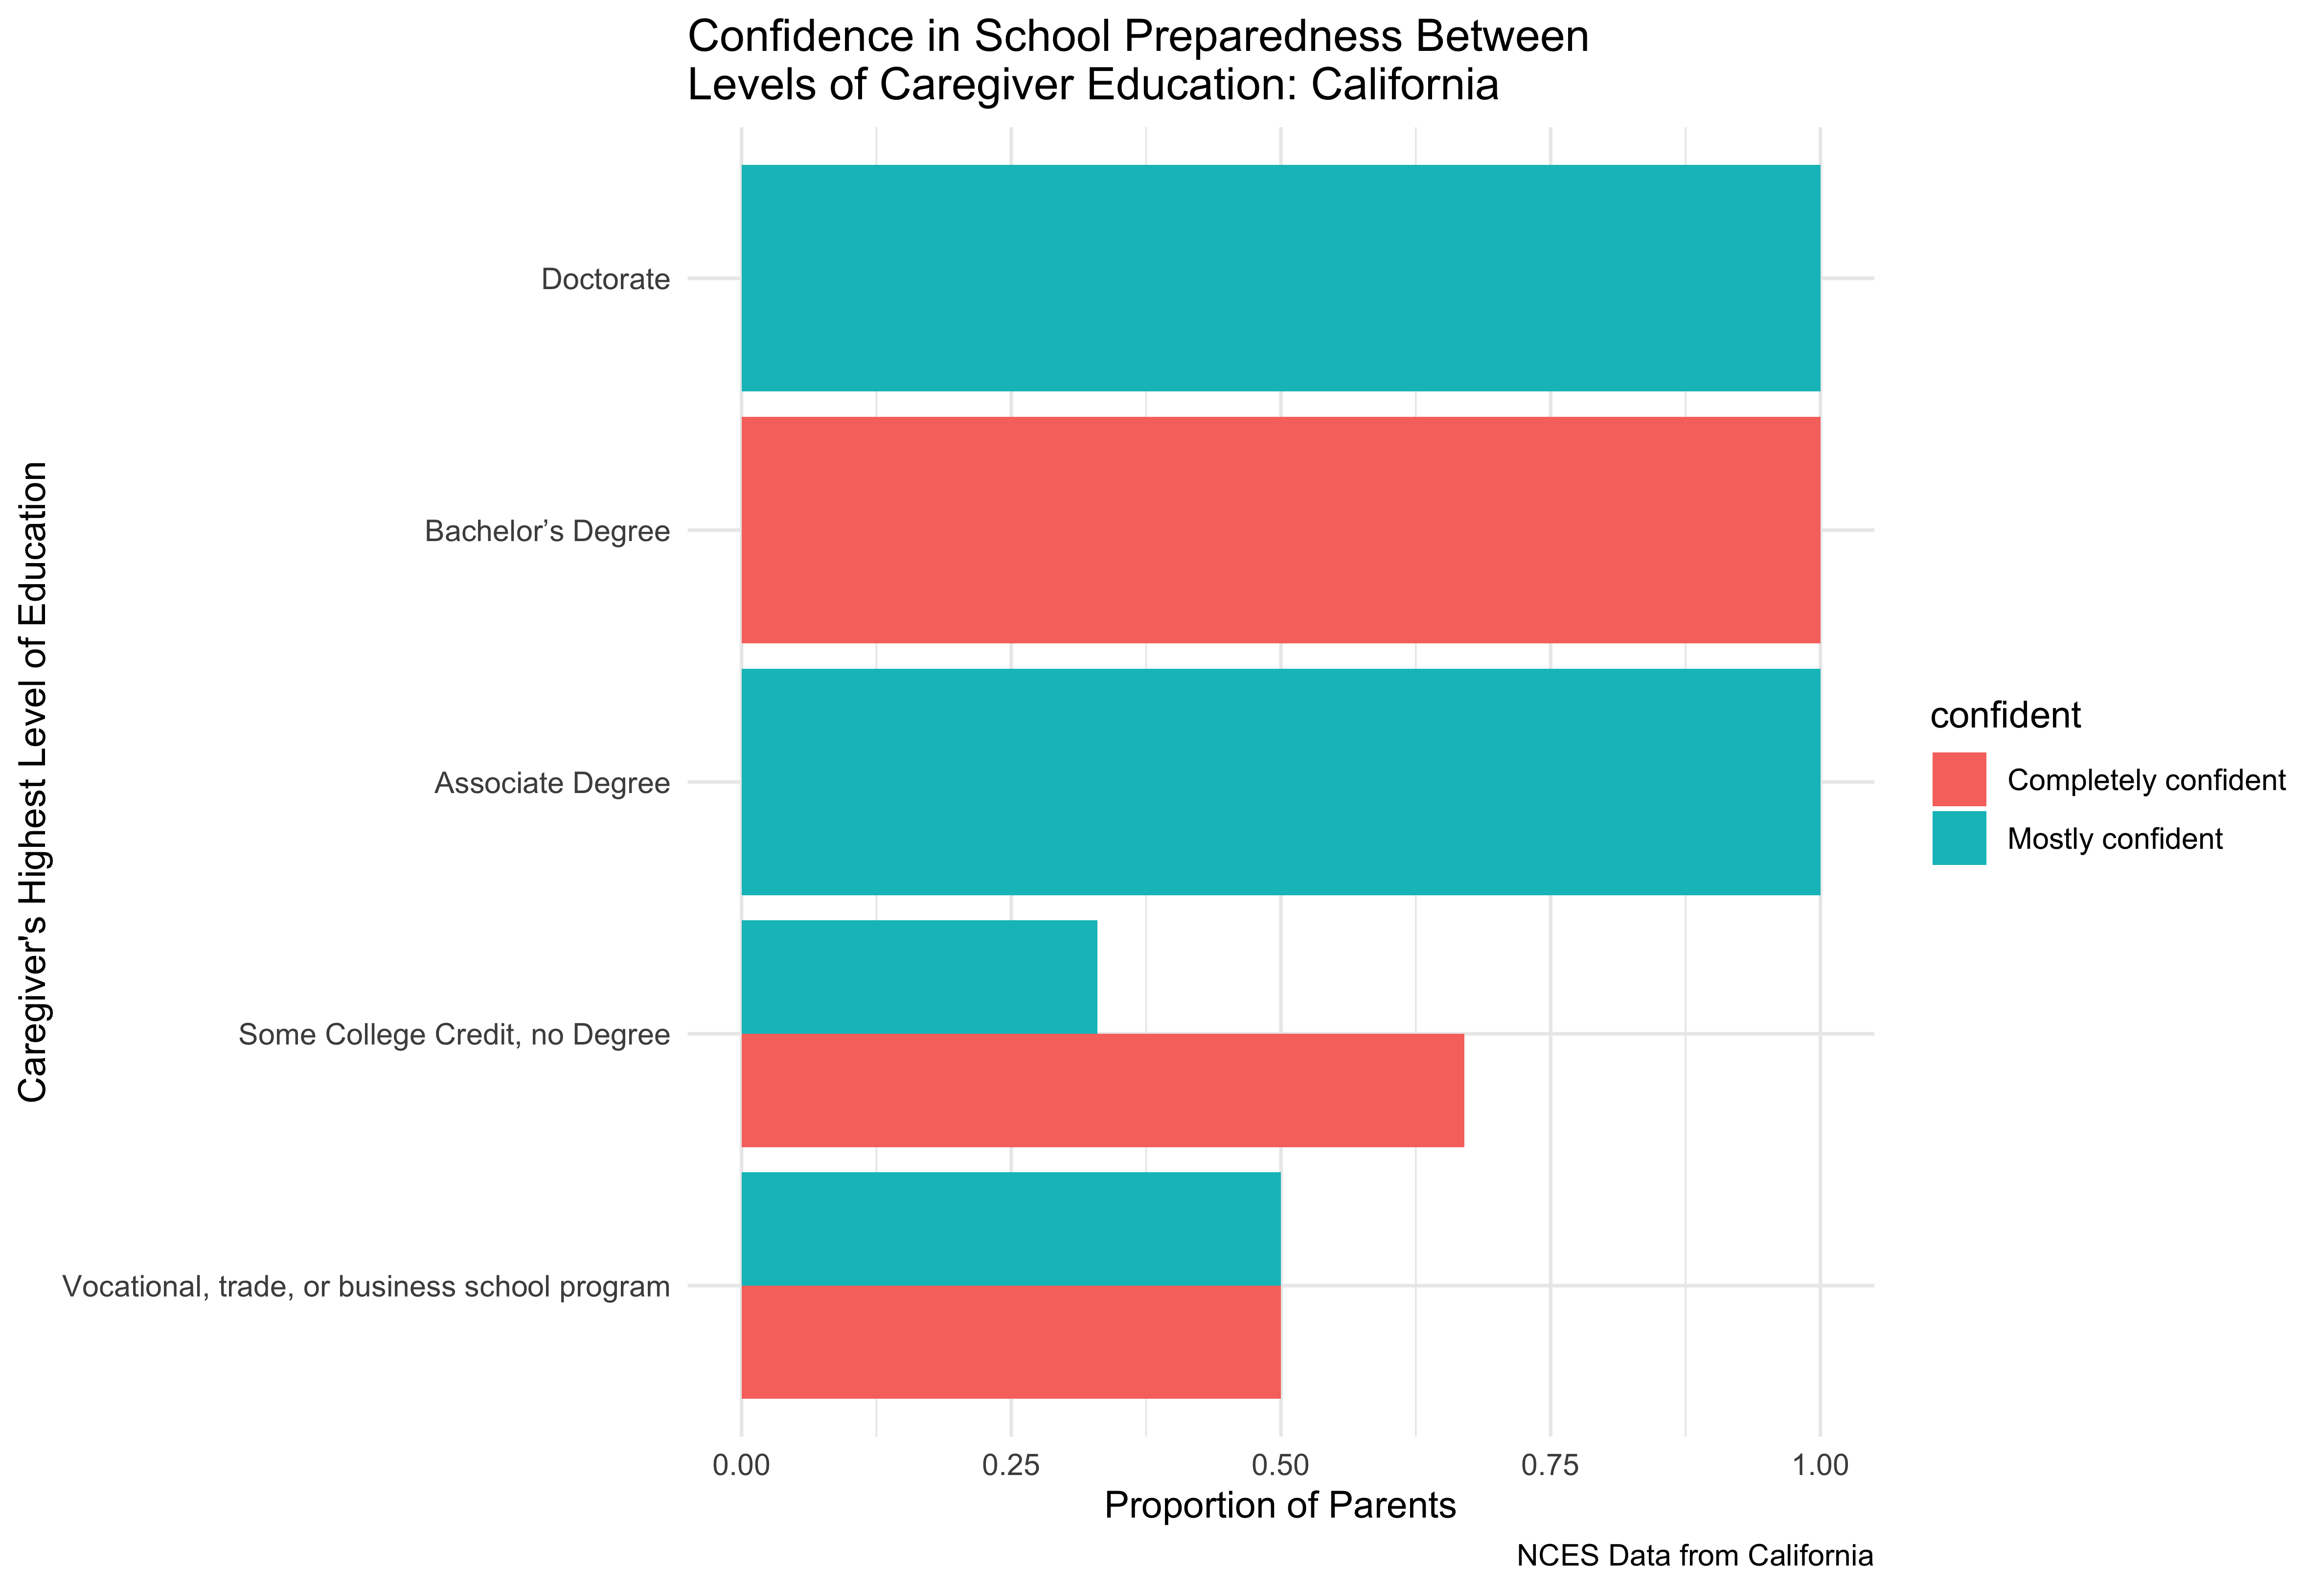 Confidence in School Preparedness Between
Levels of Caregiver Education: California
Caregiver's Highest Level of Education
Doctorate
Bachelor’s Degree
Associate Degree
Some College Credit, no Degree
Vocational, trade, or business school program
confident
Completely confident
Mostly confident
0.00 0.25 0.50 0.75 1.00
Proportion of Parents
NCES Data from California